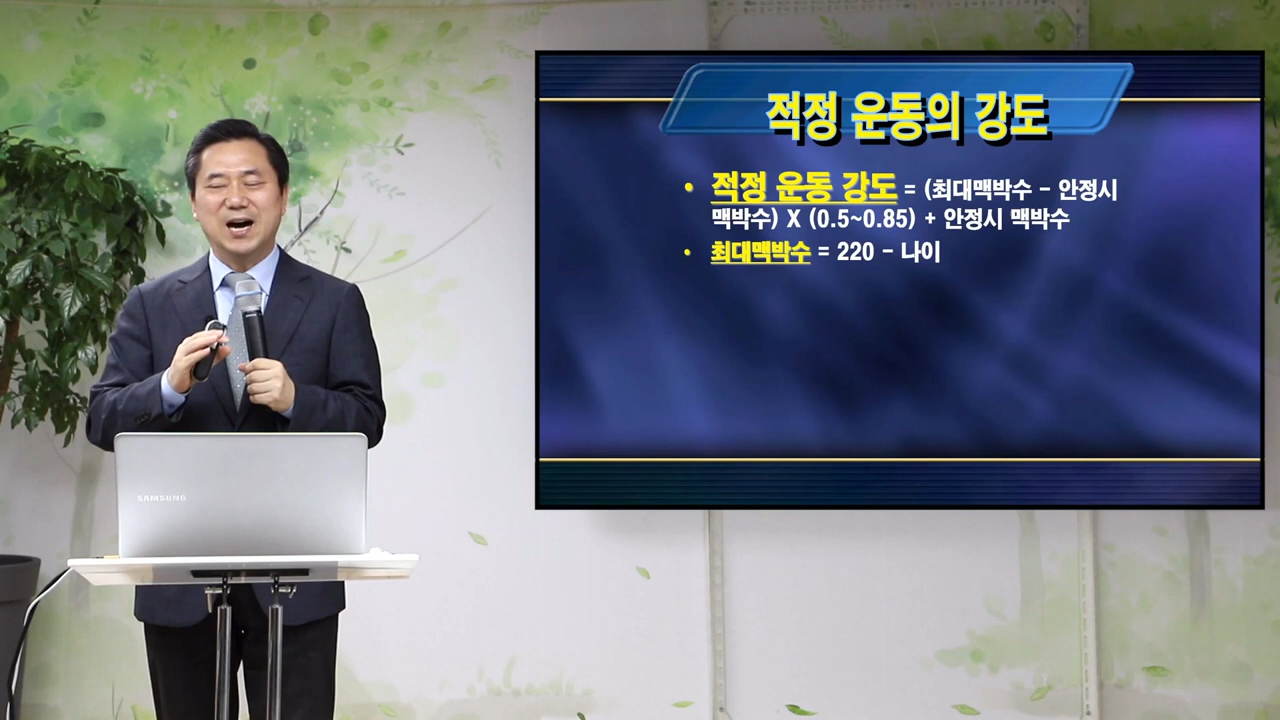 적정 운동의 강도
• 적정 운동 강도 = (최대맥박수 - 안정시
맥박수) X (0.5~0.85) + 안정시 맥박수
• 최대맥박수 = 220 - 나이
SAMSUNG